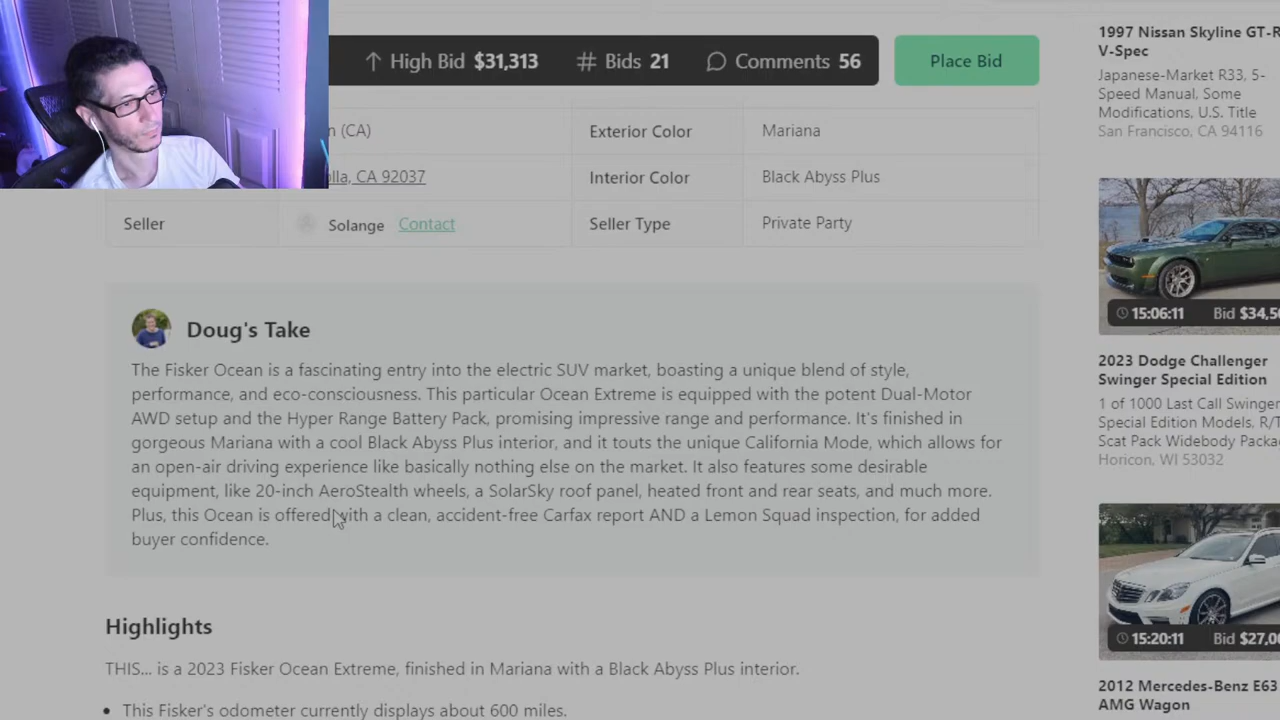 High Bid $31,313
# Bids 21
Comments 56
Place Bid
n (CA)
Exterior Color
Mariana
lla, CA 92037
Interior Color
Black Abyss Plus
Seller
Solange
Contact
Seller Type
Private Party
Doug's Take
The Fisker Ocean is a fascinating entry into the electric SUV market, boasting a unique blend of style,
performance, and eco-consciousness. This particular Ocean Extreme is equipped with the potent Dual-Motor
AWD setup and the Hyper Range Battery Pack, promising impressive range and performance. It's finished in
gorgeous Mariana with a cool Black Abyss Plus interior, and it touts the unique California Mode, which allows for
an open-air driving experience like basically nothing else on the market. It also features some desirable
equipment, like 20-inch AeroStealth wheels, a SolarSky roof panel, heated front and rear seats, and much more.
Plus, this Ocean is offered with a clean, accident-free Carfax report AND a Lemon Squad inspection, for added
buyer confidence.
Highlights
THIS... is a 2023 Fisker Ocean Extreme, finished in Mariana with a Black Abyss Plus interior.
• This Fisker's odometer currently displays about 600 miles.
1997 Nissan Skyline GT-R
V-Spec
Japanese-Market R33, 5-
Speed Manual, Some
Modifications, U.S. Title
San Francisco, CA 94116
15:06:11 Bid $34,50
2023 Dodge Challenger
Swinger Special Edition
1 of 1000 Last Call Swinger
Special Edition Models, R/T
Scat Pack Widebody Packa
Horicon, WI 53032
15:20:11 Bid $27,00
2012 Mercedes-Benz E63
AMG Wagon